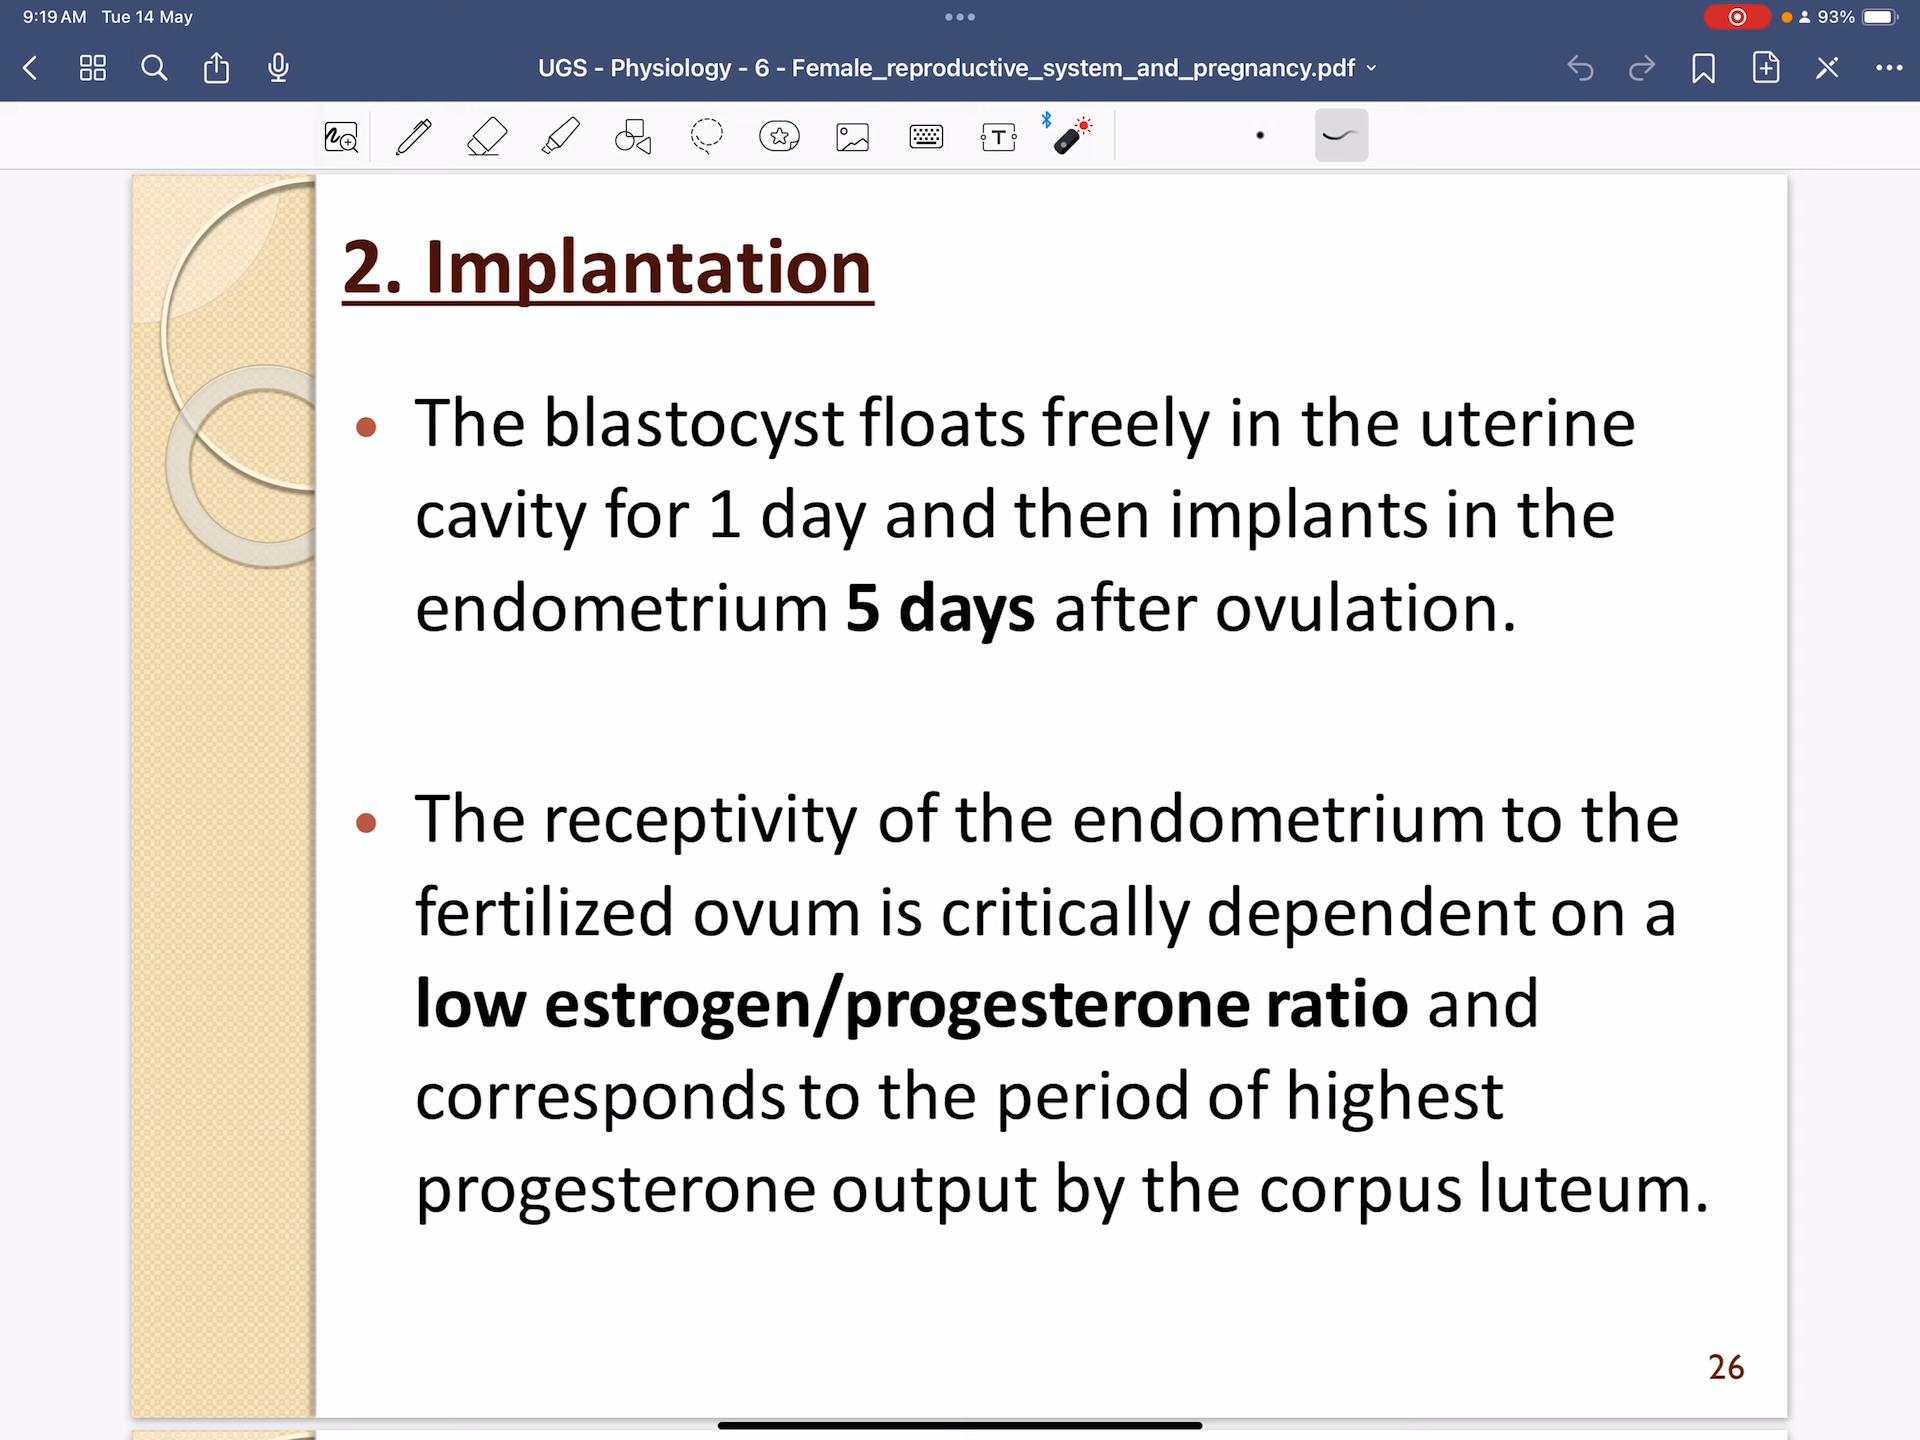 9:19 AM Tue 14 May
93%
UGS - Physiology - 6 - Female_reproductive_system_and_pregnancy.pdf
T
2. Implantation
• The blastocyst floats freely in the uterine
cavity for 1 day and then implants in the
endometrium 5 days after ovulation.
• The receptivity of the endometrium to the
fertilized ovum is critically dependent on a
low estrogen/progesterone ratio and
corresponds to the period of highest
progesterone output by the corpus luteum.
26